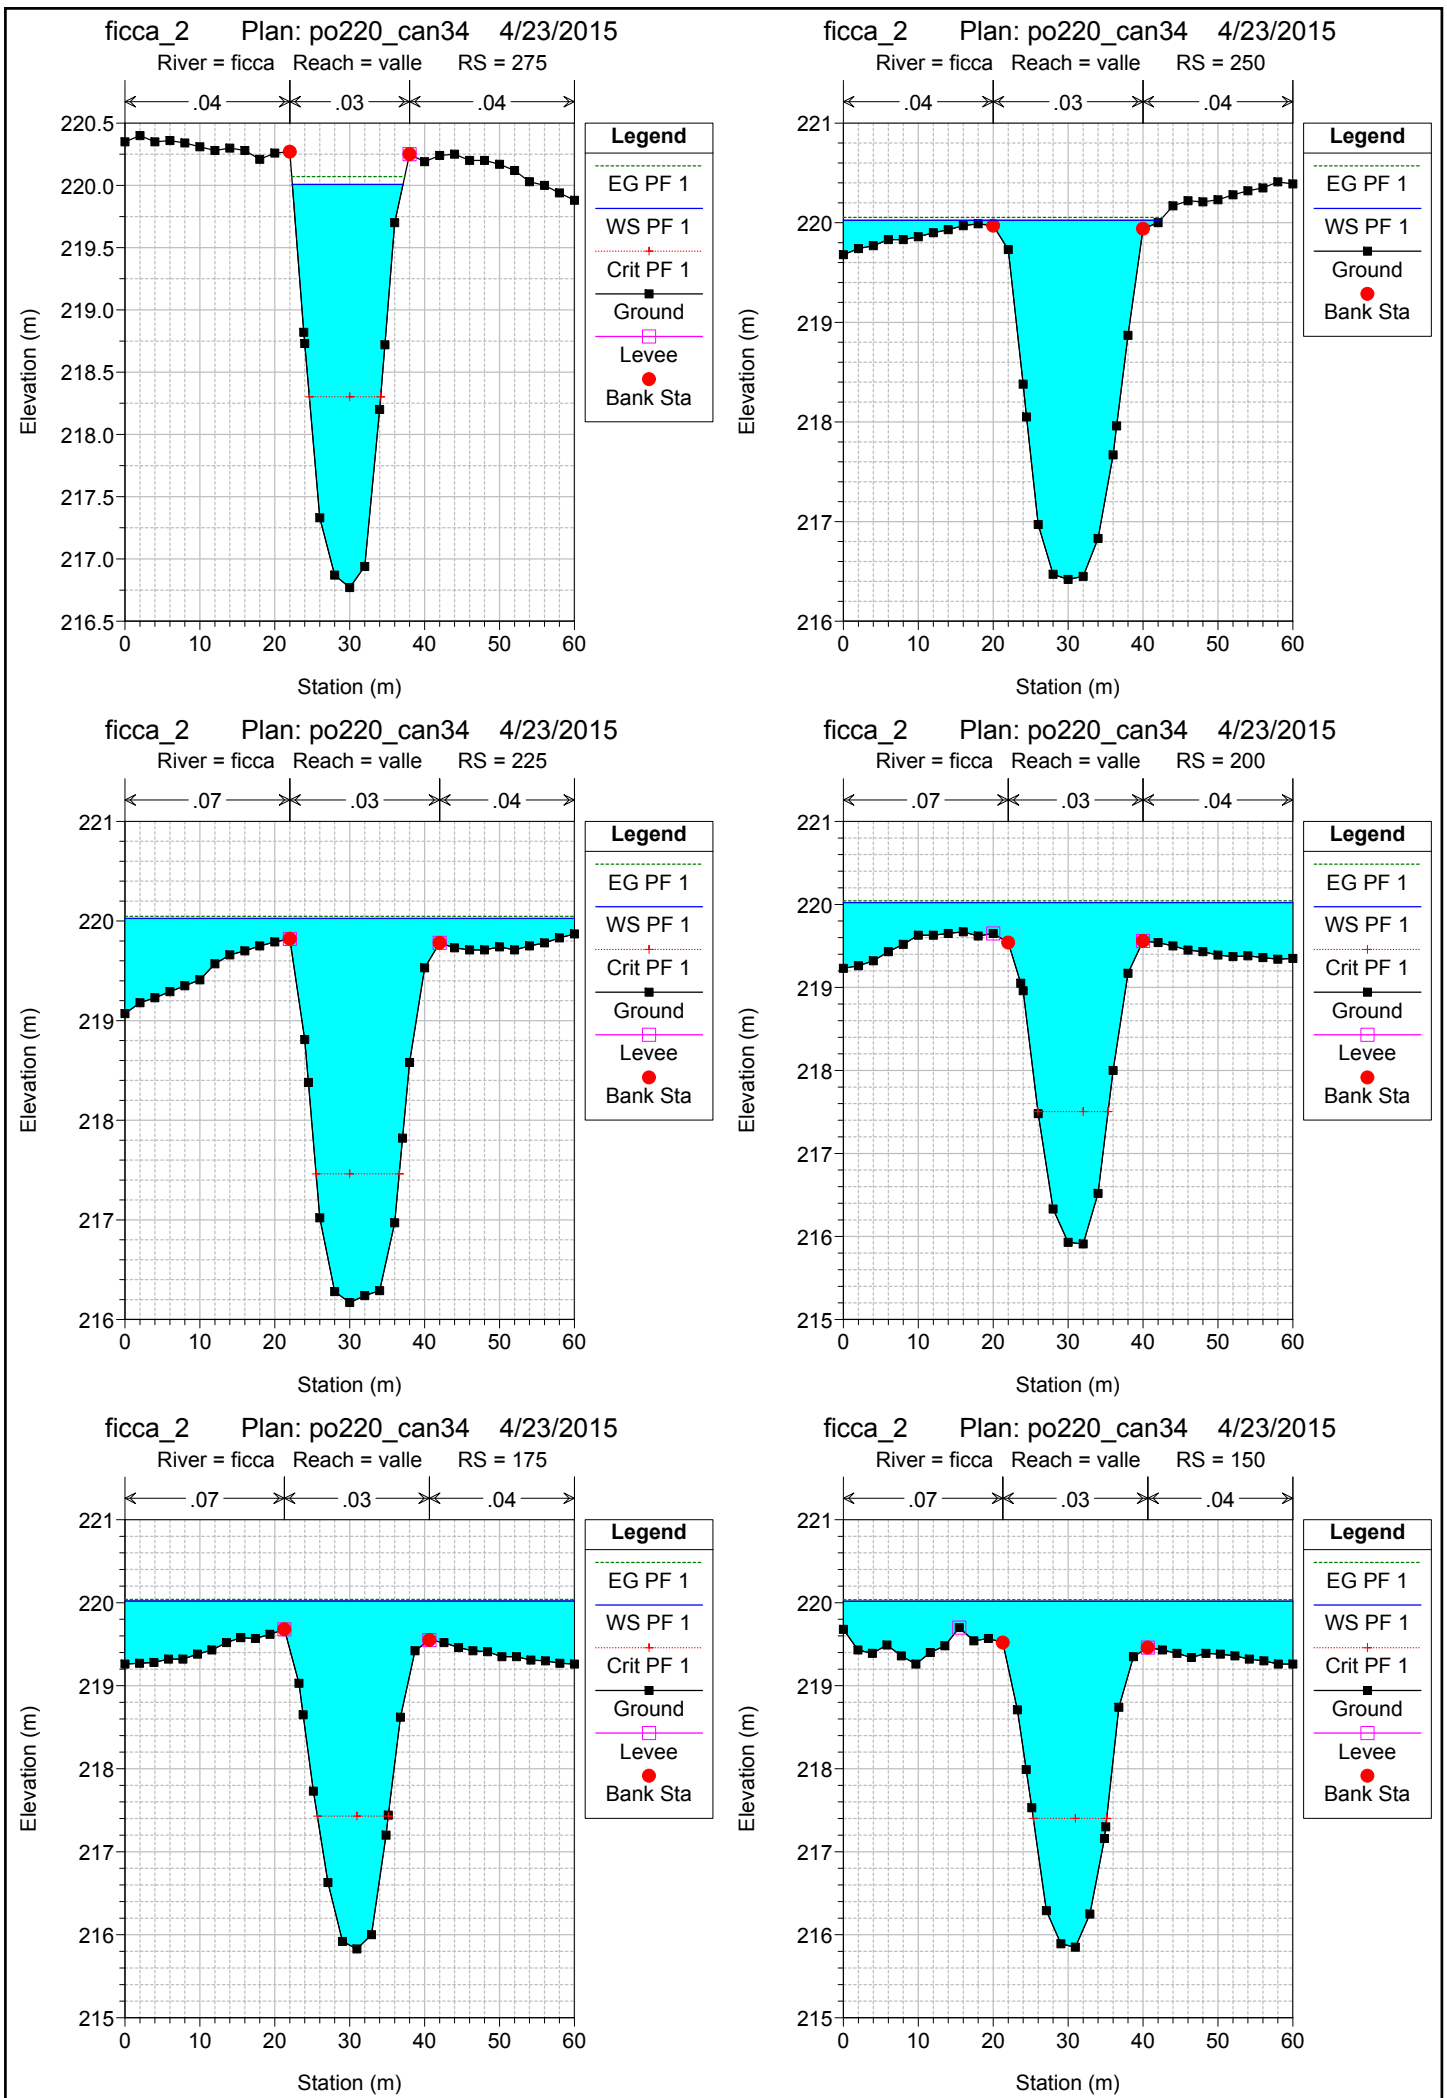 ficca_2 Plan: po220_can34 4/23/2015
River = ficca Reach = valle RS = 275
.04 .03 .04
220.5
220.0
219.5
219.0
218.5
218.0
217.5
217.0
216.5
Elevation (m)
0 10 20 30 40 50 60
Station (m)
Legend
EG PF 1
WS PF 1
Crit PF 1
Ground
Levee
Bank Sta
ficca_2 Plan: po220_can34 4/23/2015
River = ficca Reach = valle RS = 250
.04 .03 .04
221
220
219
218
217
216
Elevation (m)
0 10 20 30 40 50 60
Station (m)
Legend
EG PF 1
WS PF 1
Ground
Bank Sta
ficca_2 Plan: po220_can34 4/23/2015
River = ficca Reach = valle RS = 225
.07 .03 .04
221
220
219
218
217
216
Elevation (m)
0 10 20 30 40 50 60
Station (m)
Legend
EG PF 1
WS PF 1
Crit PF 1
Ground
Levee
Bank Sta
ficca_2 Plan: po220_can34 4/23/2015
River = ficca Reach = valle RS = 200
.07 .03 .04
221
220
219
218
217
216
215
Elevation (m)
0 10 20 30 40 50 60
Station (m)
Legend
EG PF 1
WS PF 1
Crit PF 1
Ground
Levee
Bank Sta
ficca_2 Plan: po220_can34 4/23/2015
River = ficca Reach = valle RS = 175
.07 .03 .04
221
220
219
218
217
216
215
Elevation (m)
0 10 20 30 40 50 60
Station (m)
Legend
EG PF 1
WS PF 1
Crit PF 1
Ground
Levee
Bank Sta
ficca_2 Plan: po220_can34 4/23/2015
River = ficca Reach = valle RS = 150
.07 .03 .04
221
220
219
218
217
216
215
Elevation (m)
0 10 20 30 40 50 60
Station (m)
Legend
EG PF 1
WS PF 1
Crit PF 1
Ground
Levee
Bank Sta